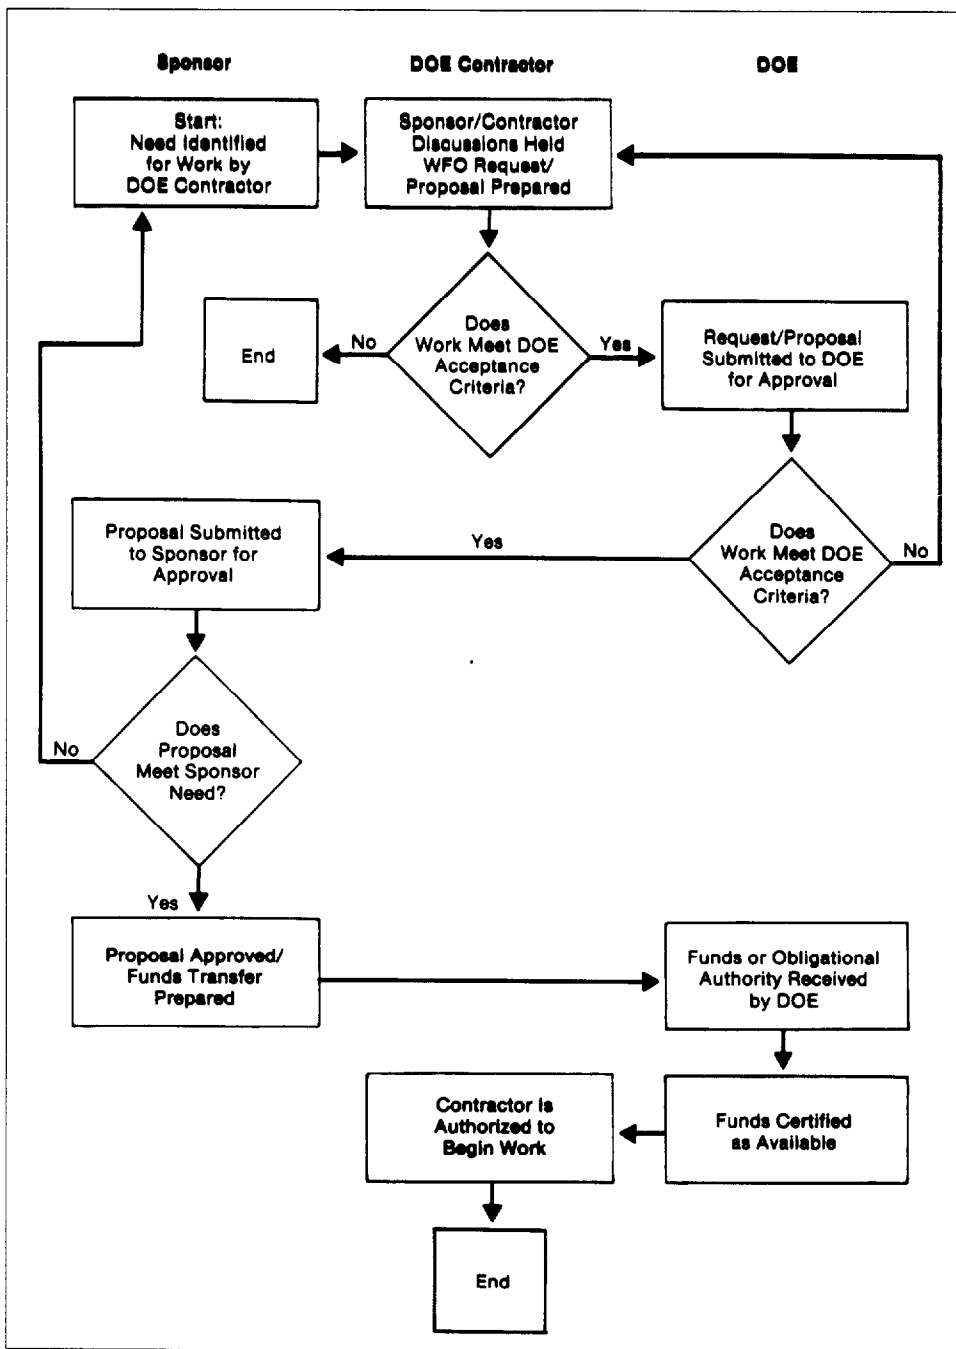 Sponsor
DOE Contractor
DOE
Start:
Need Identified
for Work by
DOE Contractor
Sponsor/Contractor
Discussions Held
WFO Request/
Proposal Prepared
End
No
Does
Work Meet DOE
Acceptance
Criteria?
Yes
Request/Proposal
Submitted to DOE
for Approval
Proposal Submitted
to Sponsor for
Approval
Yes
Does
Work Meet DOE
Acceptance
Criteria?
No
No
Does
Proposal
Meet Sponsor
Need?
Yes
Proposal Approved/
Funds Transfer
Prepared
Funds or Obligational
Authority Received
by DOE
Contractor is
Authorized to
Begin Work
Funds Certified
as Available
End